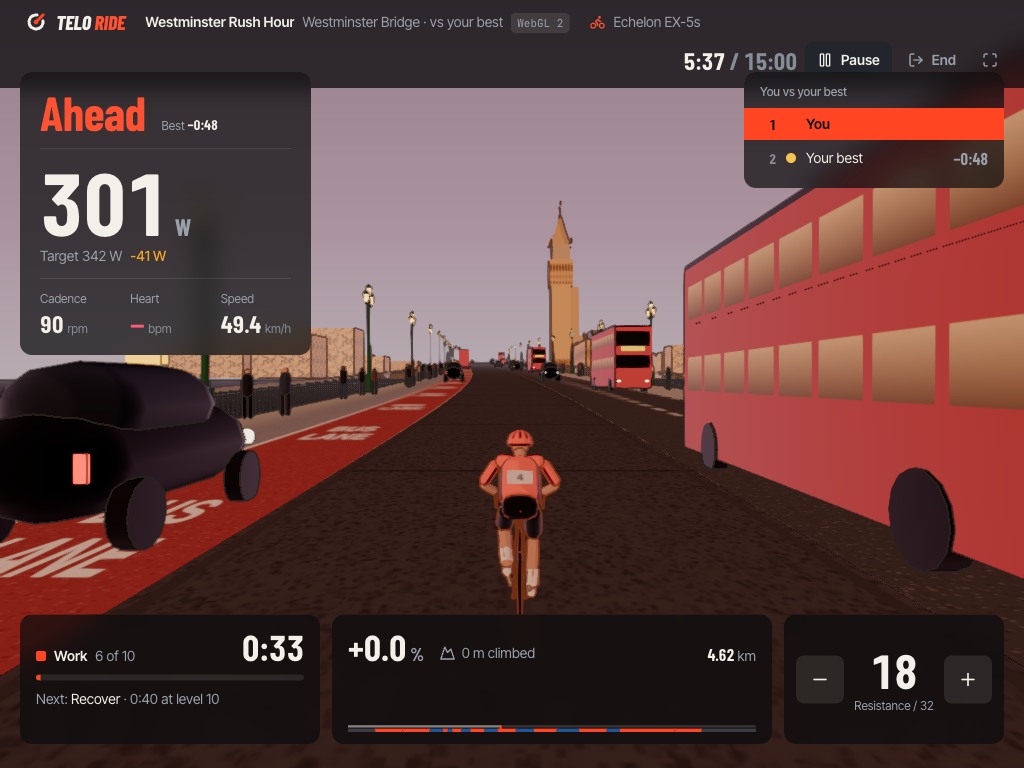 TELO RIDE Westminster Rush Hour Westminster Bridge · vs your best WebGL 2 Echelon EX-5s
5:37 / 15:00 Pause End
Ahead Best −0:48
301 W
Target 342 W -41 W
Cadence Heart Speed
90 rpm – bpm 49.4 km/h
You vs your best
1 You
2 Your best −0:48
BUS
LANE
4
BUS
LANE
Work 6 of 10 0:33
Next: Recover · 0:40 at level 10
+0.0 % 0 m climbed 4.62 km
− 18 +
Resistance / 32